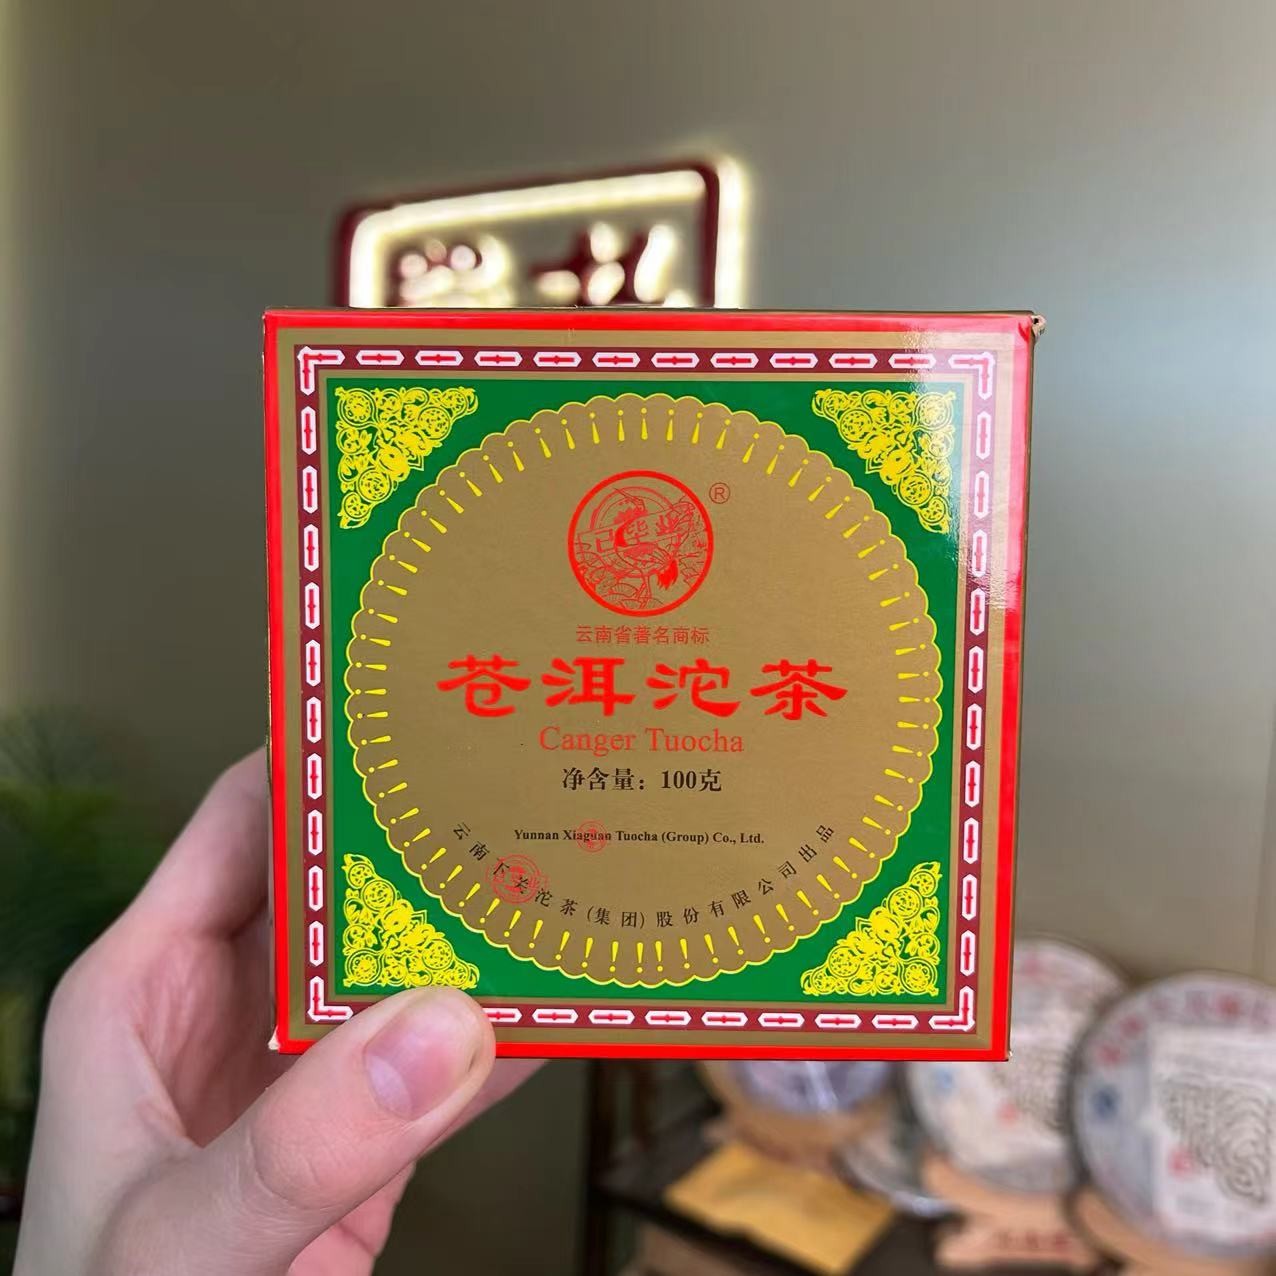 ®
云南省著名商标
苍洱沱茶
Canger Tuocha
净含量：100克
Yunnan Xiaguan Tuocha (Group) Co., Ltd.
云南下关沱茶(集团)股份有限公司出品